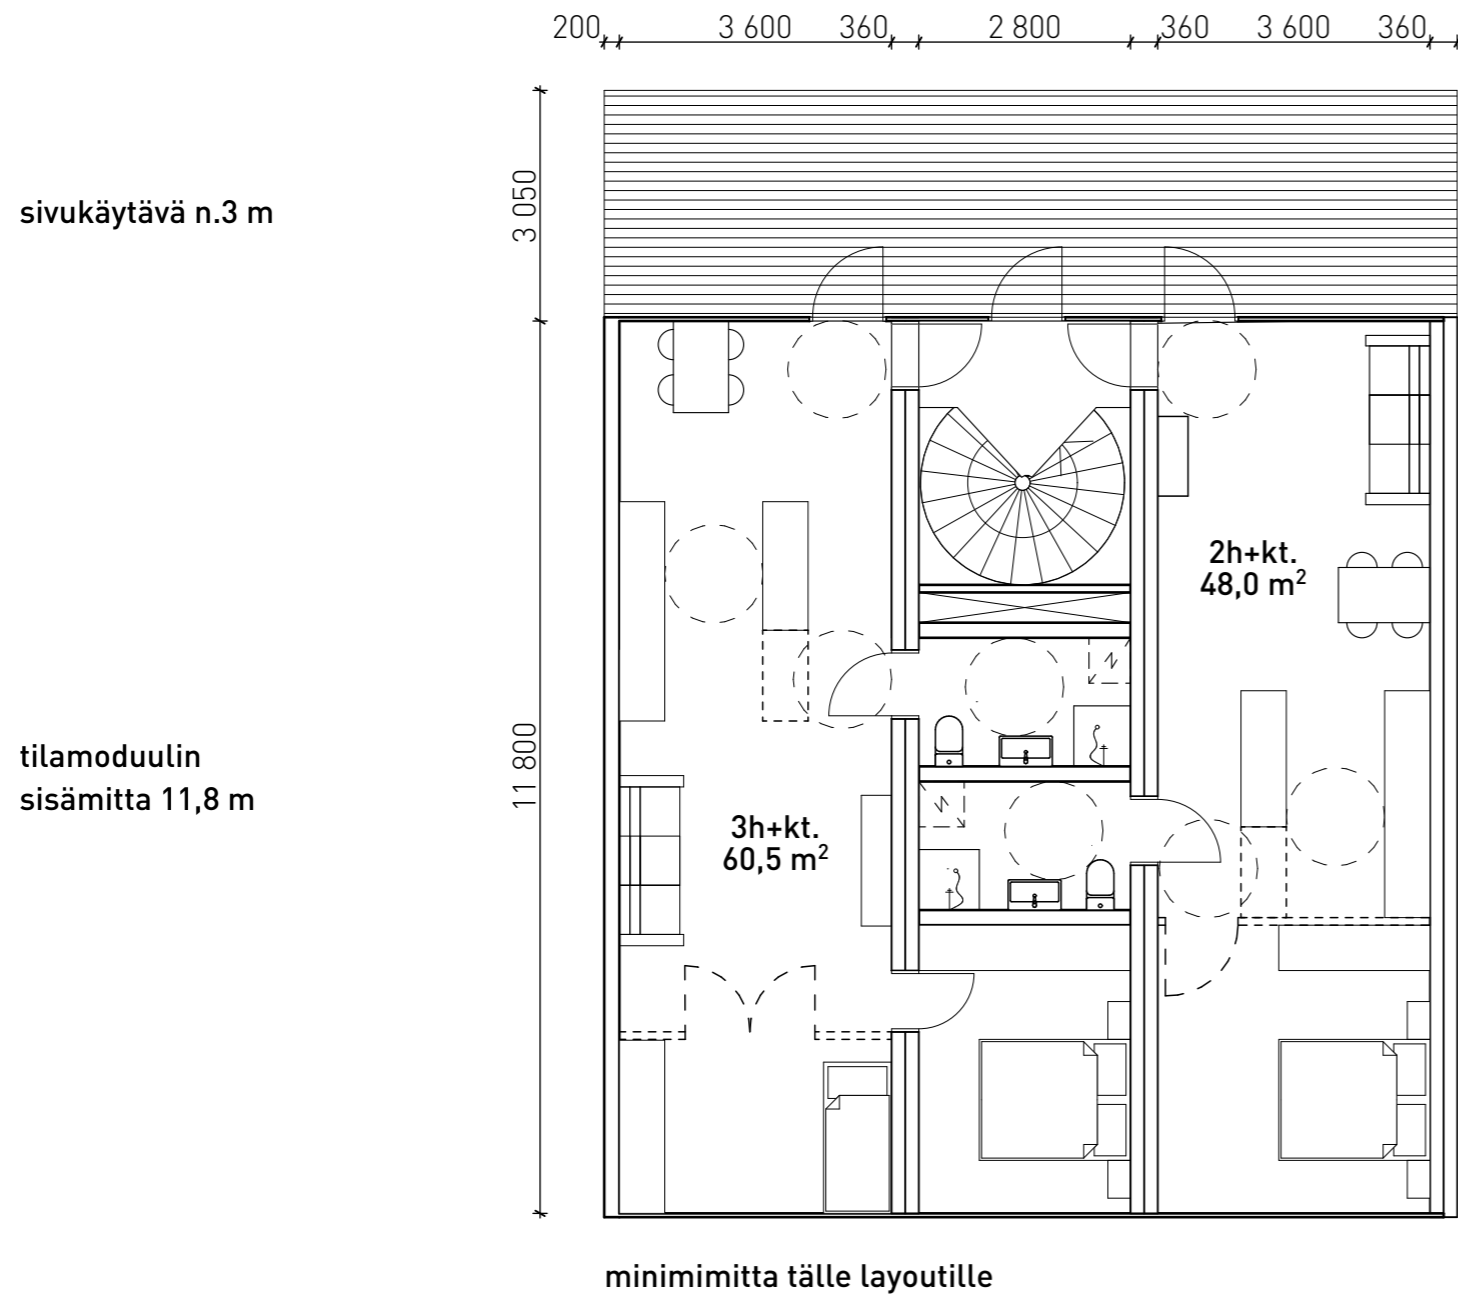 200 3 600 360 2 800 360 3 600 360
3 050
sivukäytävä n.3 m
2h+kt.
48,0 m²
11 800
tilamoduulin
sisämitta 11,8 m
3h+kt.
60,5 m²
minimimitta tälle layoutille